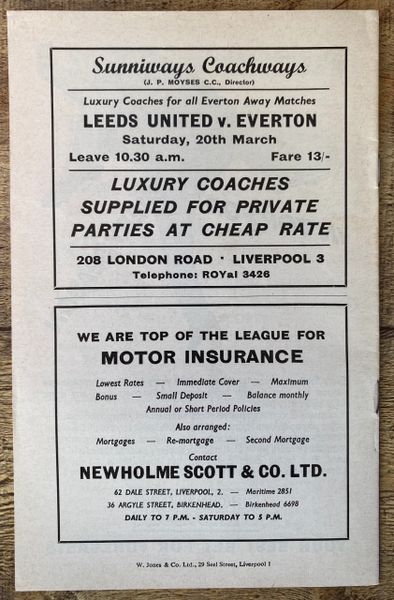 Sunniways Coachways
(J. P. MOYSES C.C., Director)
Luxury Coaches for all Everton Away Matches
LEEDS UNITED v. EVERTON
Saturday, 20th March
Leave 10.30 a.m. Fare 13/-
LUXURY COACHES
SUPPLIED FOR PRIVATE
PARTIES AT CHEAP RATE
208 LONDON ROAD · LIVERPOOL 3
Telephone: ROYal 3426
WE ARE TOP OF THE LEAGUE FOR
MOTOR INSURANCE
Lowest Rates — Immediate Cover — Maximum
Bonus — Small Deposit — Balance monthly
Annual or Short Period Policies
Also arranged:
Mortgages — Re-mortgage — Second Mortgage
Contact
NEWHOLME SCOTT & CO. LTD.
62 DALE STREET, LIVERPOOL, 2. — Maritime 2851
36 ARGYLE STREET, BIRKENHEAD. — Birkenhead 6698
DAILY TO 7 P.M. - SATURDAY TO 5 P.M.
W. Jones & Co. Ltd., 29 Seel Street, Liverpool 1